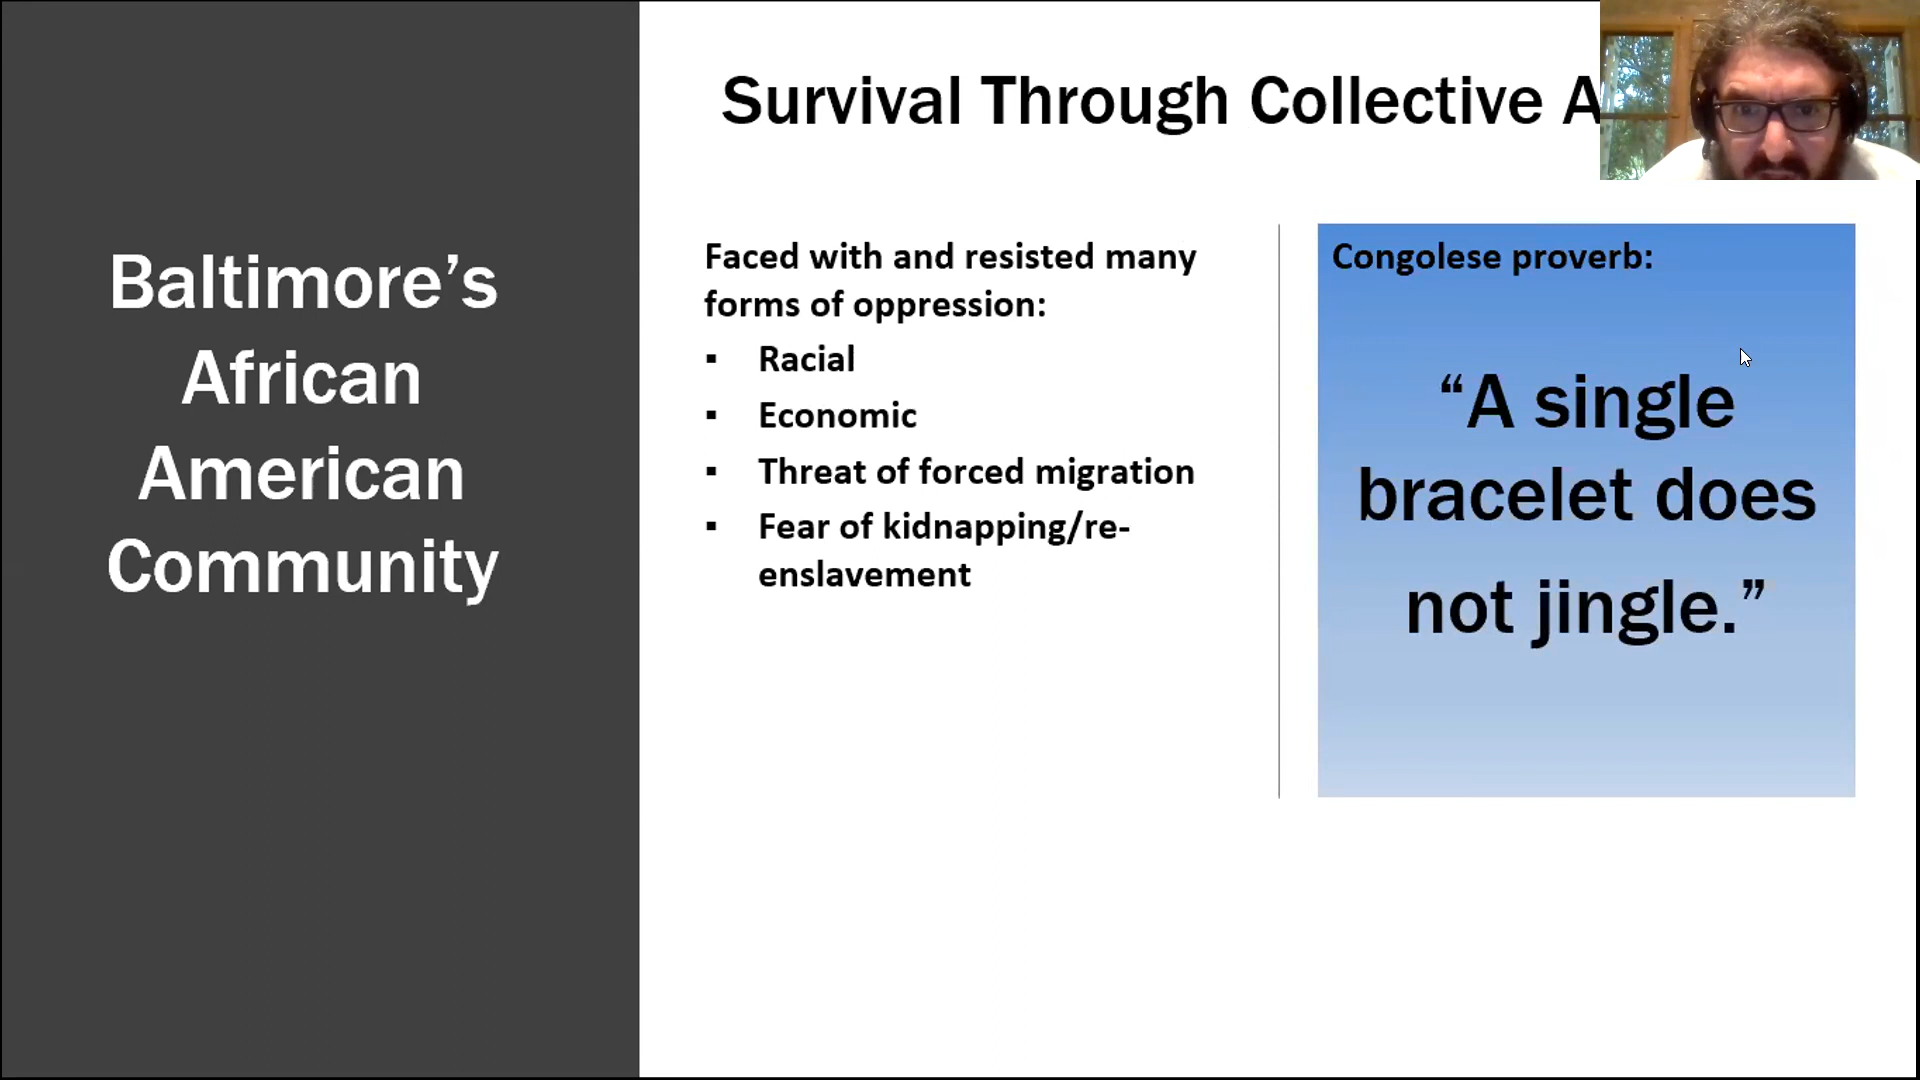 Baltimore’s
African
American
Community
Survival Through Collective A
Faced with and resisted many
forms of oppression:
▪ Racial
▪ Economic
▪ Threat of forced migration
▪ Fear of kidnapping/re-
enslavement
Congolese proverb:
“A single
bracelet does
not jingle.”